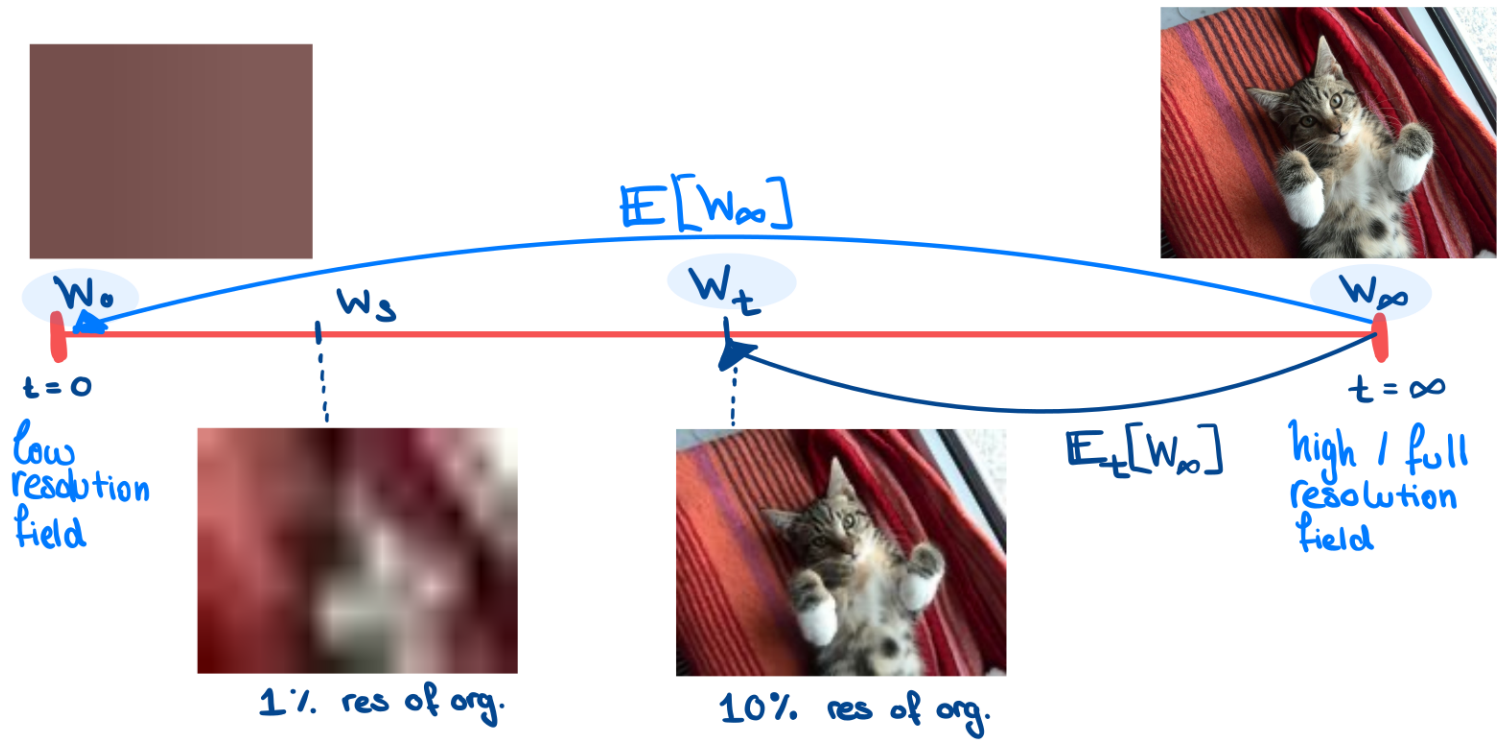 𝔼[W∞]
W₀
Wₛ
Wₜ
W∞
t = 0
t = ∞
low
resolution
field
𝔼ₜ[W∞]
high / full
resolution
field
1% res of org.
10% res of org.